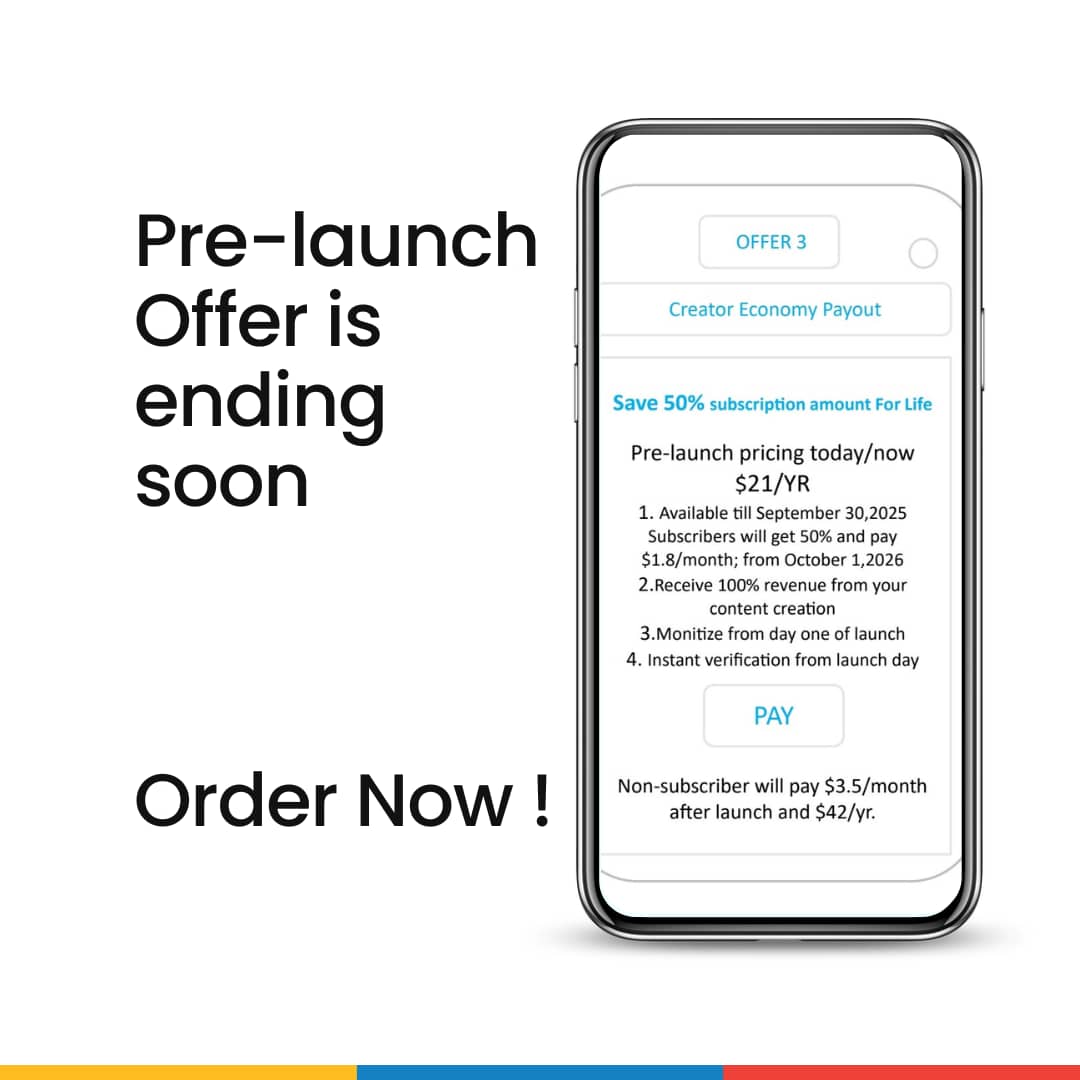 Pre-launch
Offer is
ending
soon
Order Now !
OFFER 3
Creator Economy Payout
Save 50% subscription amount For Life
Pre-launch pricing today/now
$21/YR
1. Available till September 30,2025
Subscribers will get 50% and pay
$1.8/month; from October 1,2026
2.Receive 100% revenue from your
content creation
3.Monitize from day one of launch
4. Instant verification from launch day
PAY
Non-subscriber will pay $3.5/month
after launch and $42/yr.